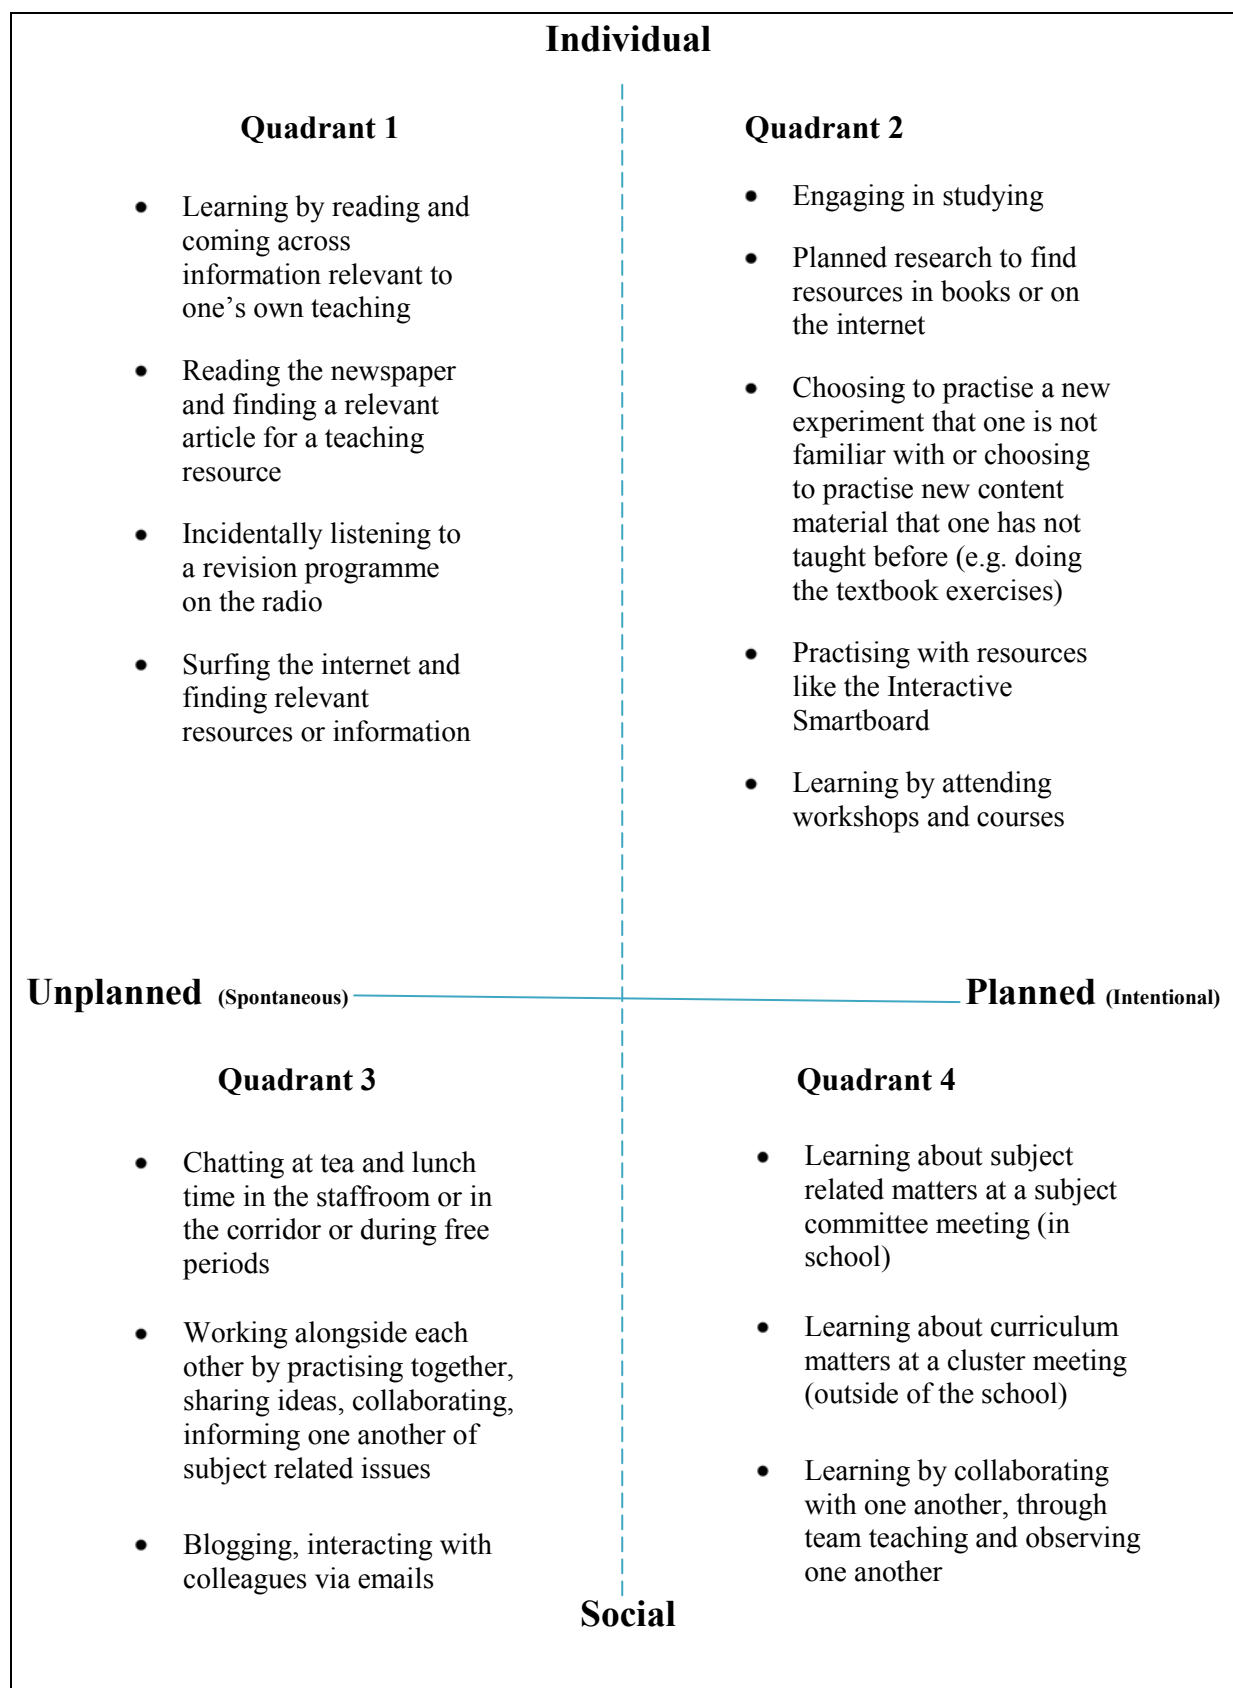 Individual
Quadrant 1
• Learning by reading and
coming across
information relevant to
one’s own teaching
• Reading the newspaper
and finding a relevant
article for a teaching
resource
• Incidentally listening to
a revision programme
on the radio
• Surfing the internet and
finding relevant
resources or information
Quadrant 2
• Engaging in studying
• Planned research to find
resources in books or on
the internet
• Choosing to practise a new
experiment that one is not
familiar with or choosing
to practise new content
material that one has not
taught before (e.g. doing
the textbook exercises)
• Practising with resources
like the Interactive
Smartboard
• Learning by attending
workshops and courses
Unplanned (Spontaneous)
Planned (Intentional)
Quadrant 3
• Chatting at tea and lunch
time in the staffroom or in
the corridor or during free
periods
• Working alongside each
other by practising together,
sharing ideas, collaborating,
informing one another of
subject related issues
• Blogging, interacting with
colleagues via emails
Quadrant 4
• Learning about subject
related matters at a subject
committee meeting (in
school)
• Learning about curriculum
matters at a cluster meeting
(outside of the school)
• Learning by collaborating
with one another, through
team teaching and observing
one another
Social